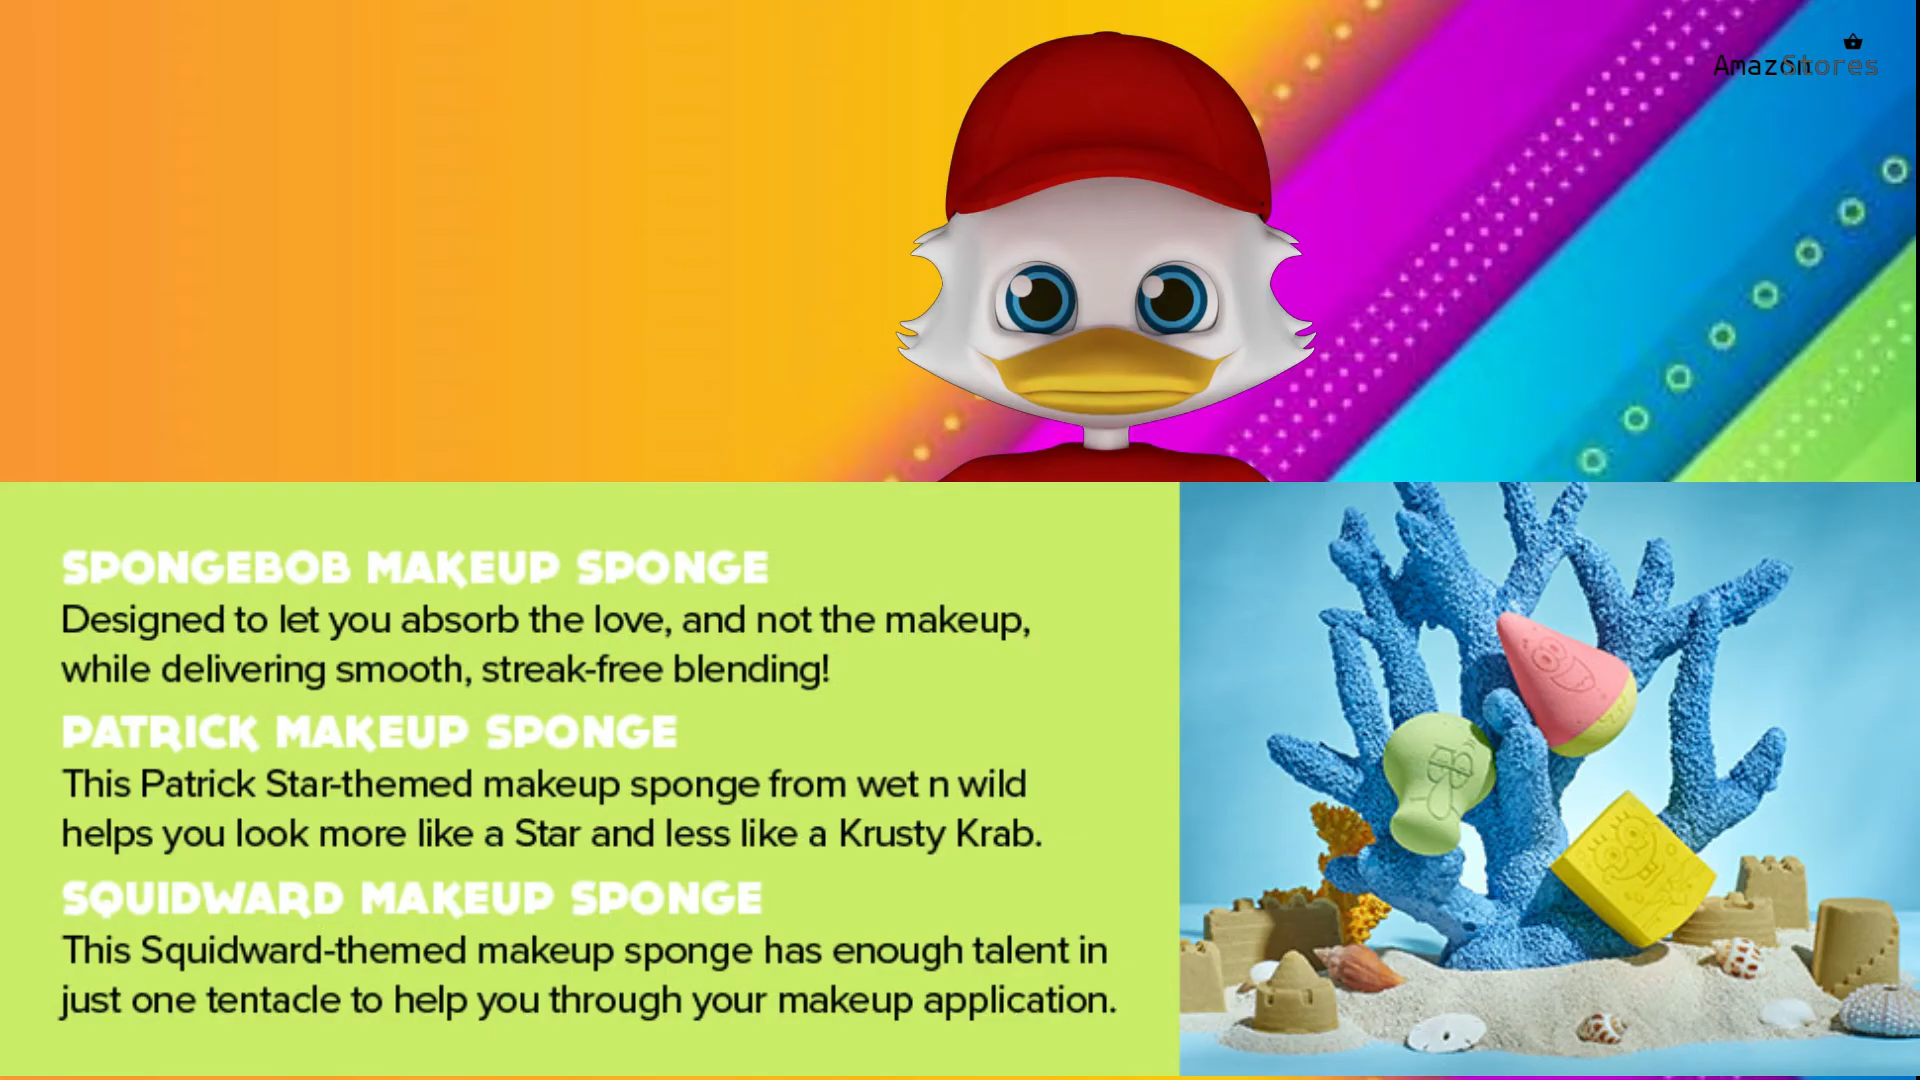 AmazonStores
SPONGEBOB MAKEUP SPONGE
Designed to let you absorb the love, and not the makeup,
while delivering smooth, streak-free blending!
PATRICK MAKEUP SPONGE
This Patrick Star-themed makeup sponge from wet n wild
helps you look more like a Star and less like a Krusty Krab.
SQUIDWARD MAKEUP SPONGE
This Squidward-themed makeup sponge has enough talent in
just one tentacle to help you through your makeup application.